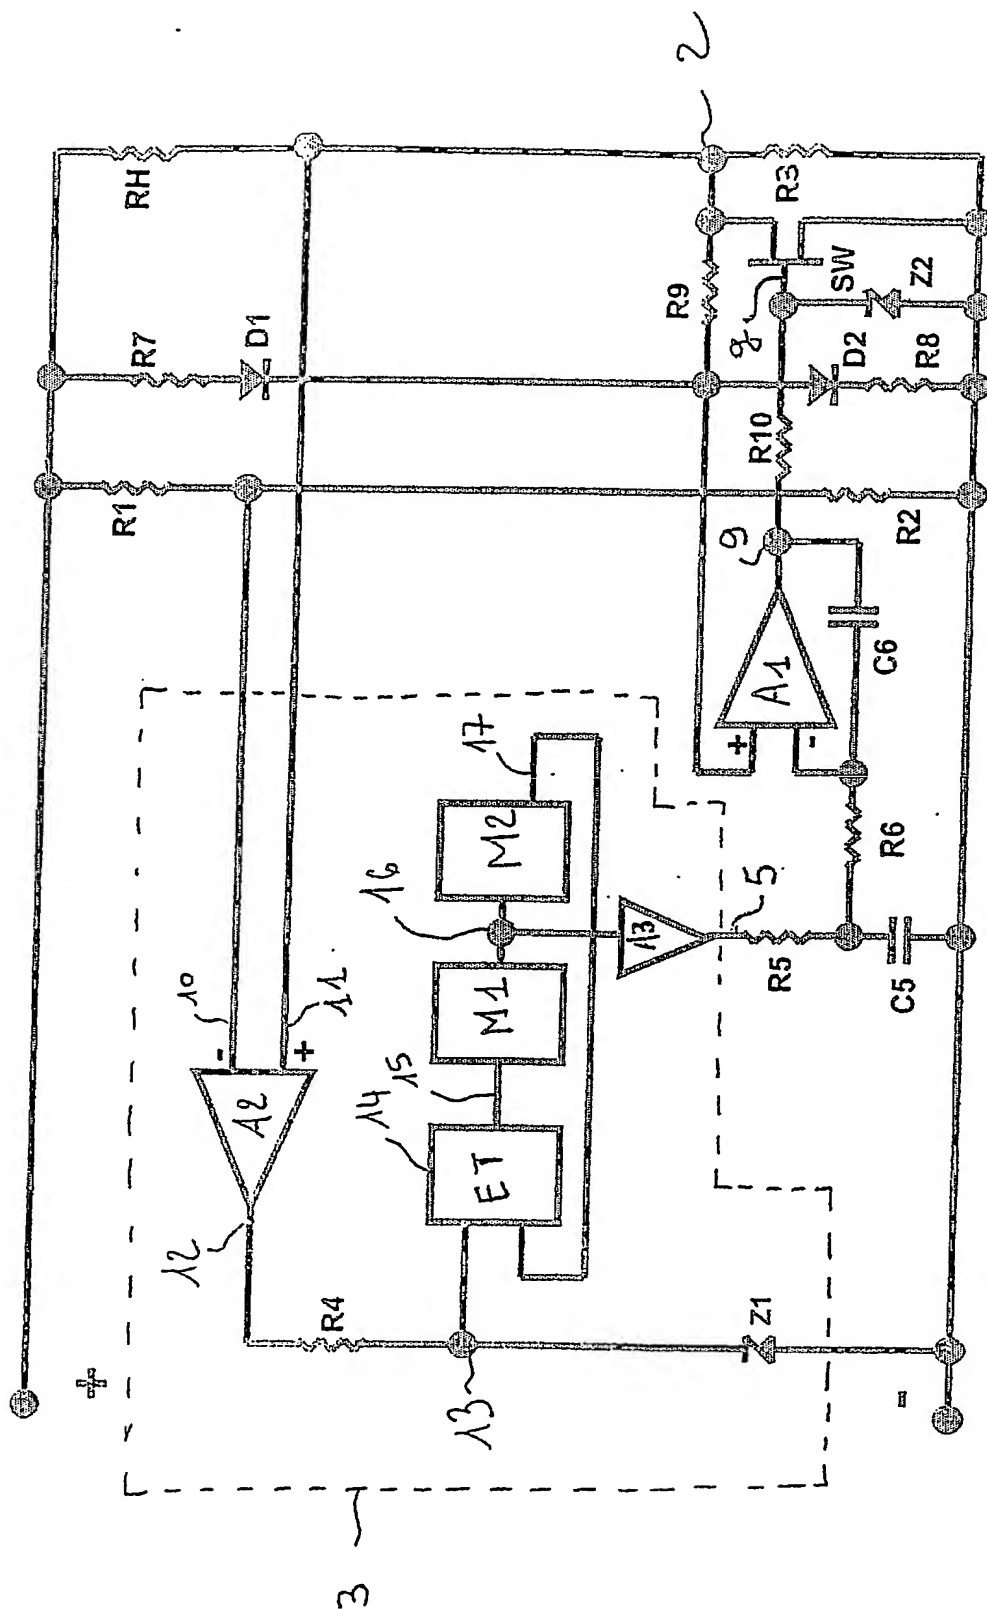 +
-
3
13
Z1
R4
12
A2
10
11
-
+
14
ET
15
M1
16
M2
17
A3
5
R5
C5
R6
C6
A1
+
-
9
R10
R1
R2
R7
D1
D2
R8
R9
g
SW
Z2
RH
R3
2